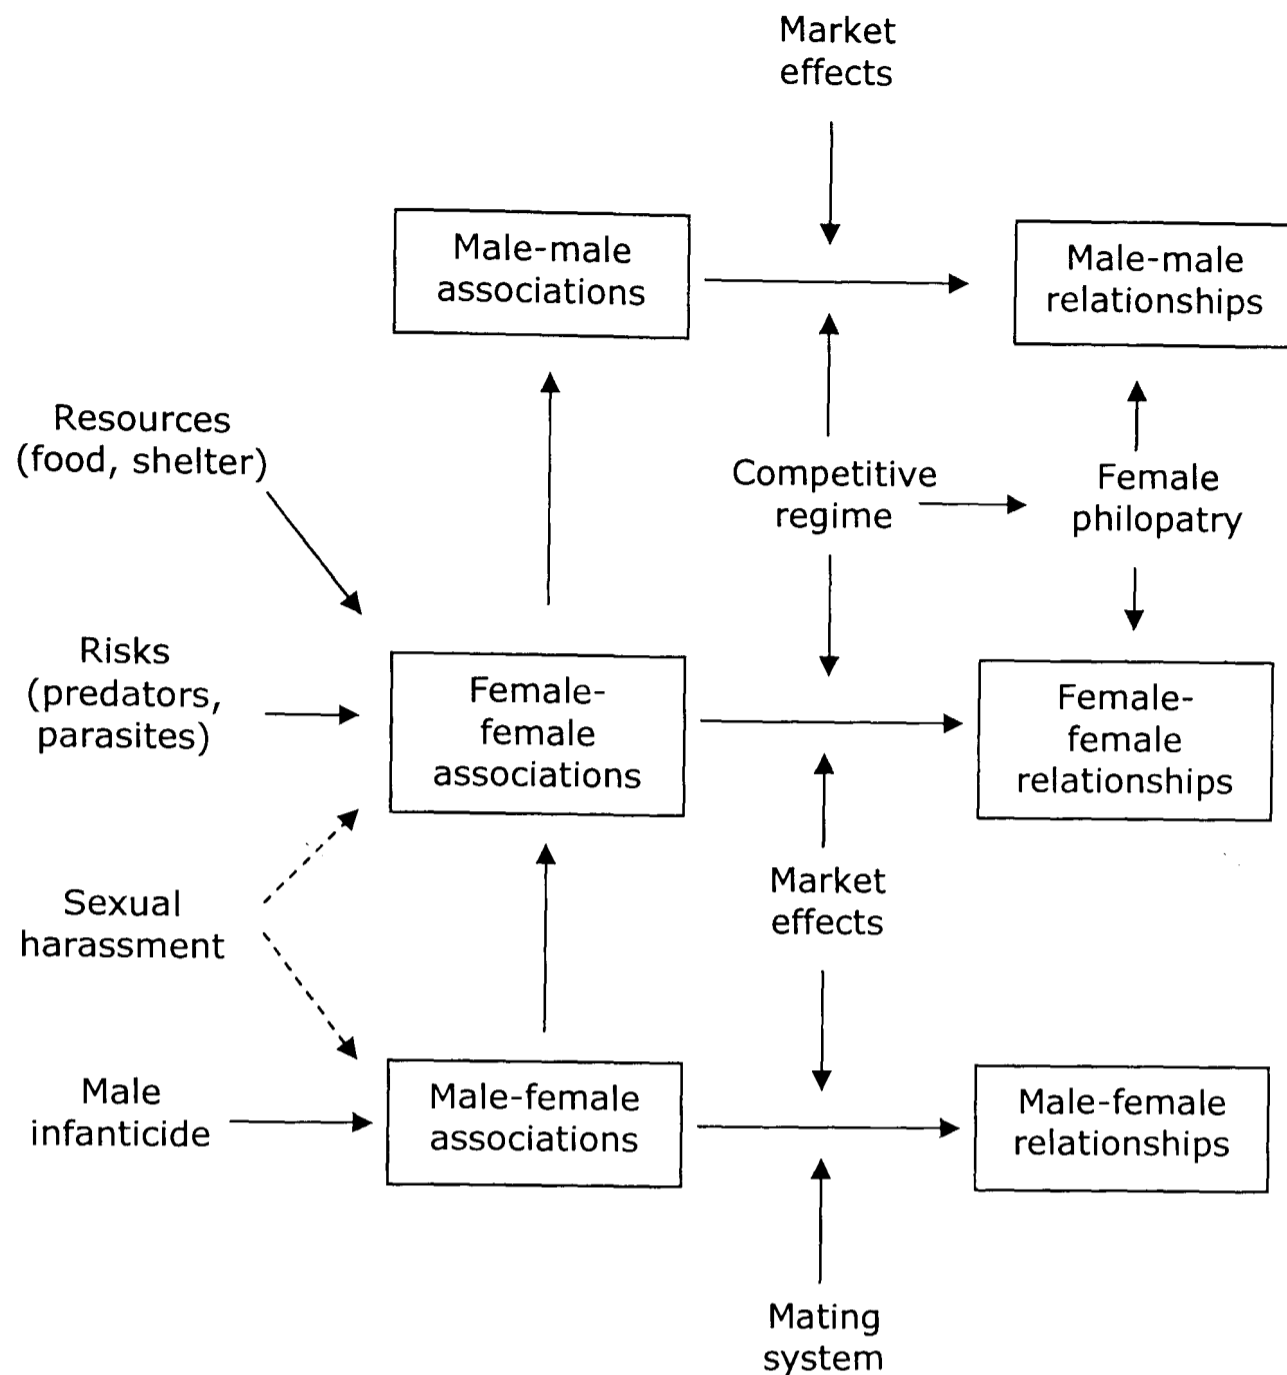 Market
effects
Male-male
associations
Male-male
relationships
Resources
(food, shelter)
Competitive
regime
Female
philopatry
Risks
(predators,
parasites)
Female-
female
associations
Female-
female
relationships
Sexual
harassment
Market
effects
Male
infanticide
Male-female
associations
Male-female
relationships
Mating
system